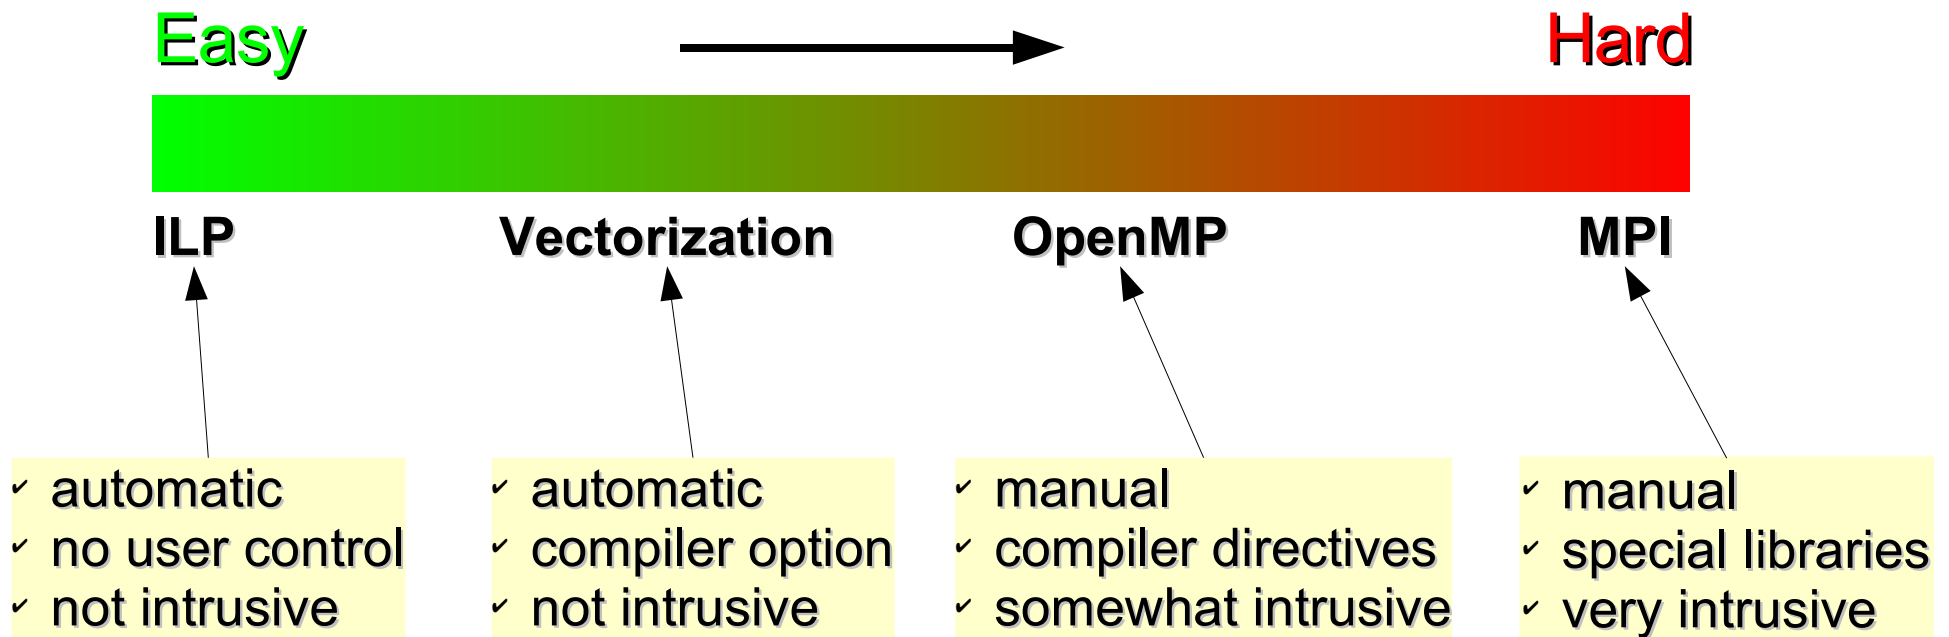 Easy
Hard
ILP
Vectorization
OpenMP
MPI
✔ automatic
✔ no user control
✔ not intrusive
✔ automatic
✔ compiler option
✔ not intrusive
✔ manual
✔ compiler directives
✔ somewhat intrusive
✔ manual
✔ special libraries
✔ very intrusive